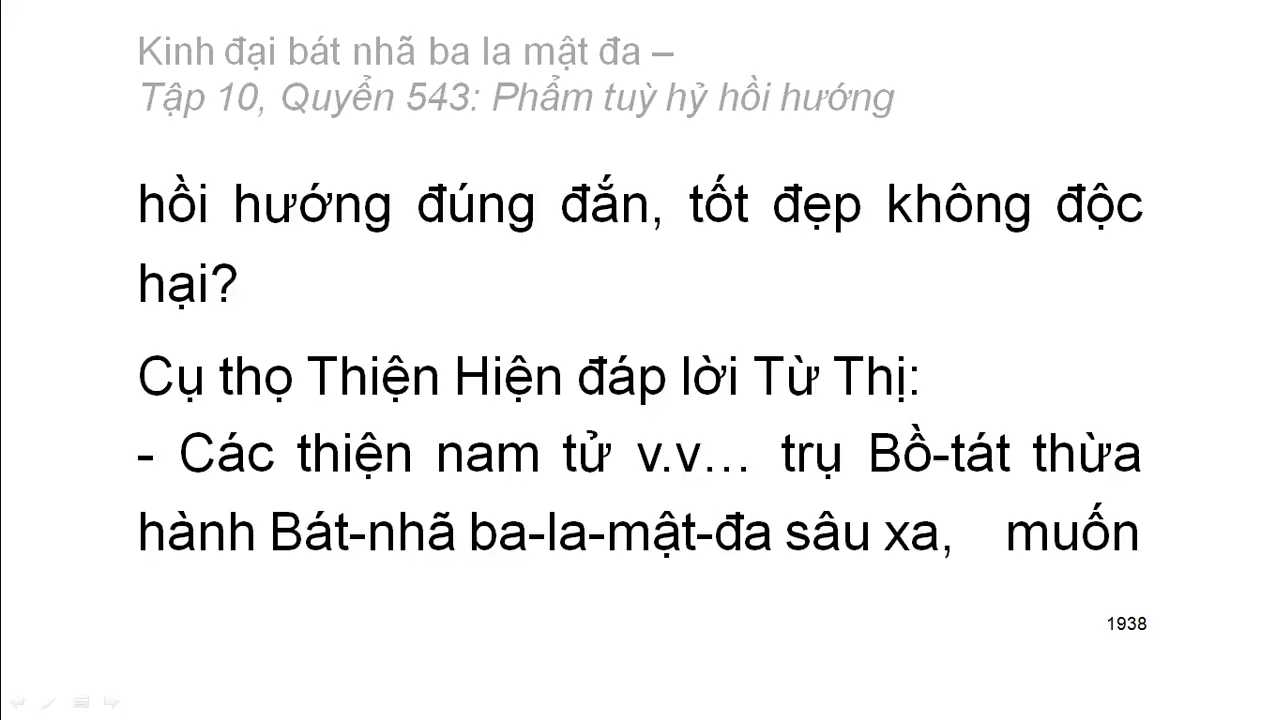 Kinh đại bát nhã ba la mật đa –
Tập 10, Quyển 543: Phẩm tuỳ hỷ hồi hướng
hồi hướng đúng đắn, tốt đẹp không độc
hại?
Cụ thọ Thiện Hiện đáp lời Từ Thị:
- Các thiện nam tử v.v... trụ Bồ-tát thừa
hành Bát-nhã ba-la-mật-đa sâu xa, muốn
1938